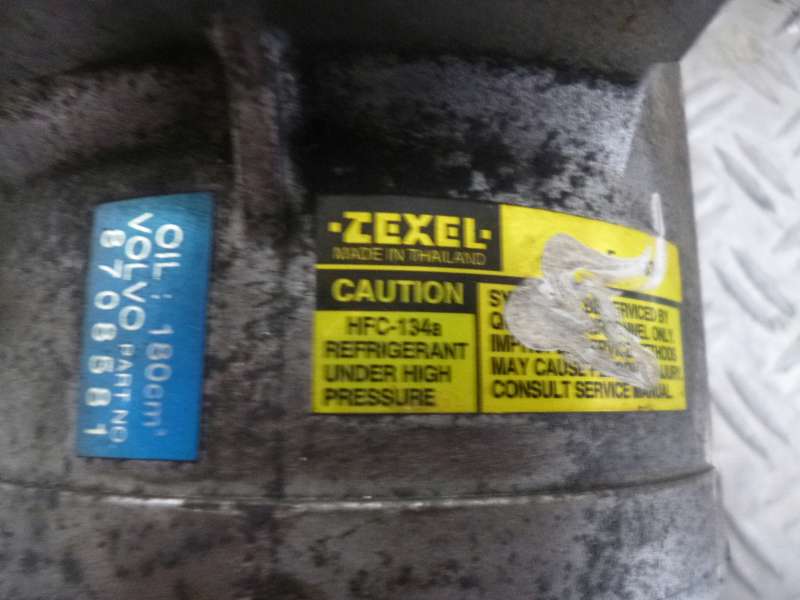 OIL: 180cm³
VOLVO PART NO
8708581
·ZEXEL·
MADE IN THAILAND
CAUTION
HFC-134a
REFRIGERANT
UNDER HIGH
PRESSURE
ONLY.
MAY CAUSE
CONSULT SERVICE MANUAL.